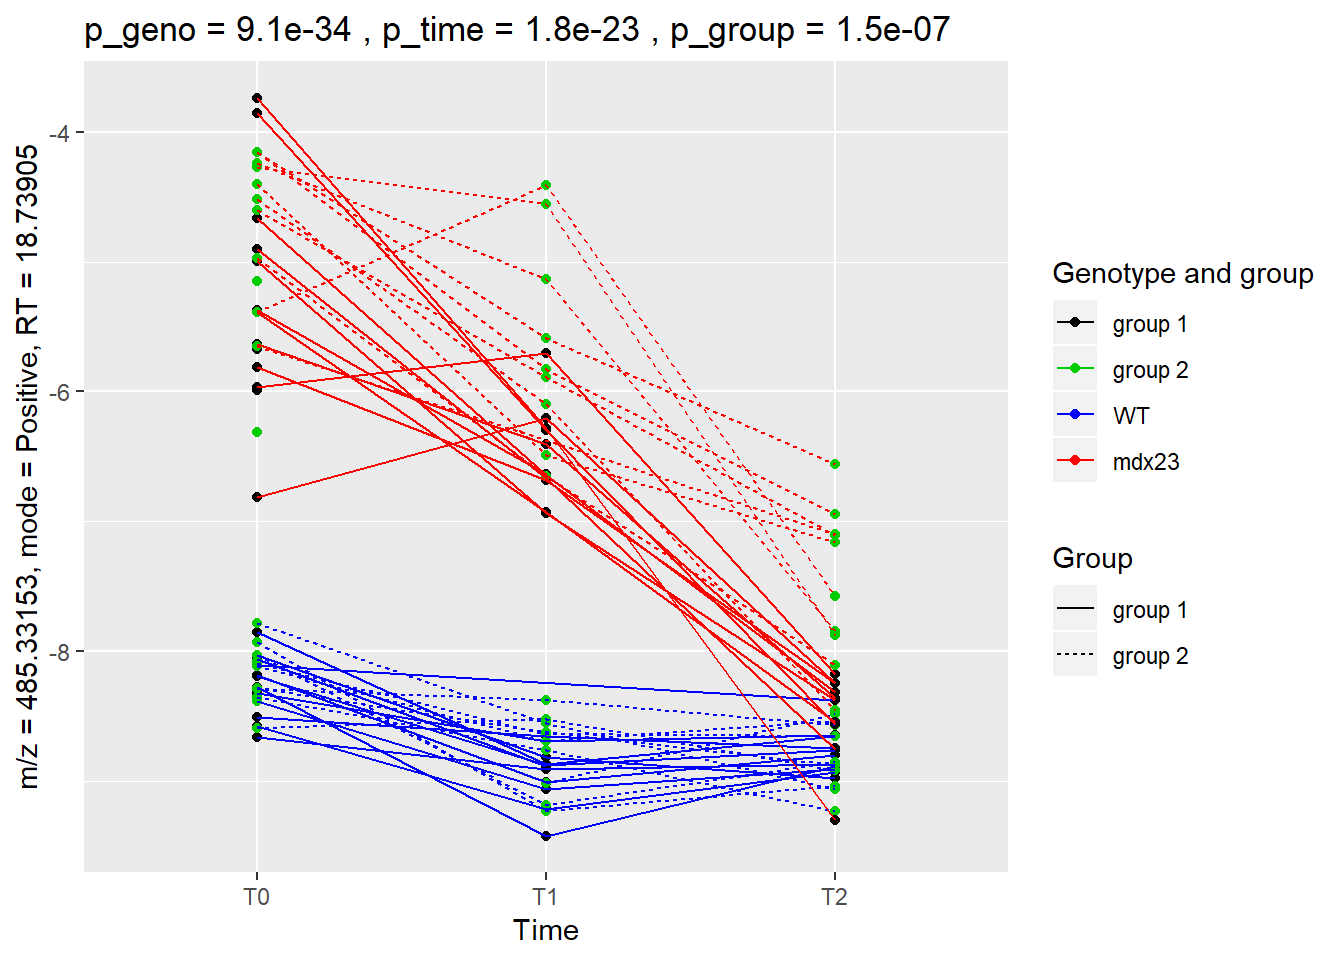 p_geno = 9.1e-34 , p_time = 1.8e-23 , p_group = 1.5e-07
m/z = 485.33153, mode = Positive, RT = 18.73905
-4
-6
-8
T0
T1
T2
Time
Genotype and group
group 1
group 2
WT
mdx23
Group
group 1
group 2